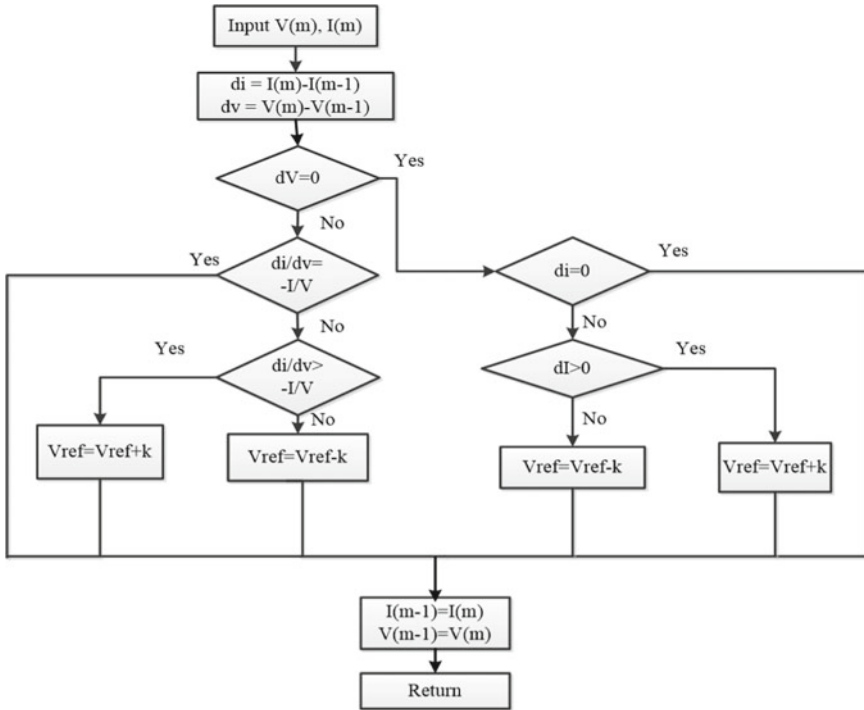 Input V(m), I(m)
di = I(m)-I(m-1)
dv = V(m)-V(m-1)
Yes
dV=0
No
Yes
di/dv=
-I/V
di=0
Yes
No
No
Yes
di/dv>
-I/V
dI>0
Yes
No
No
Vref=Vref+k
Vref=Vref-k
Vref=Vref-k
Vref=Vref+k
I(m-1)=I(m)
V(m-1)=V(m)
Return